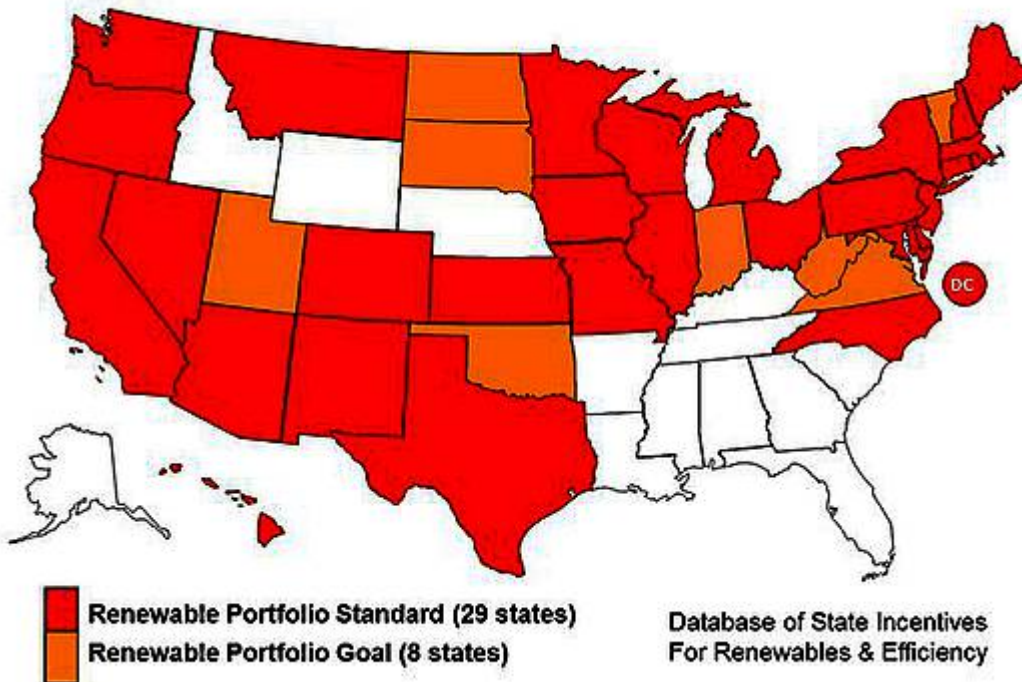 DC
Renewable Portfolio Standard (29 states)
Renewable Portfolio Goal (8 states)
Database of State Incentives
For Renewables & Efficiency